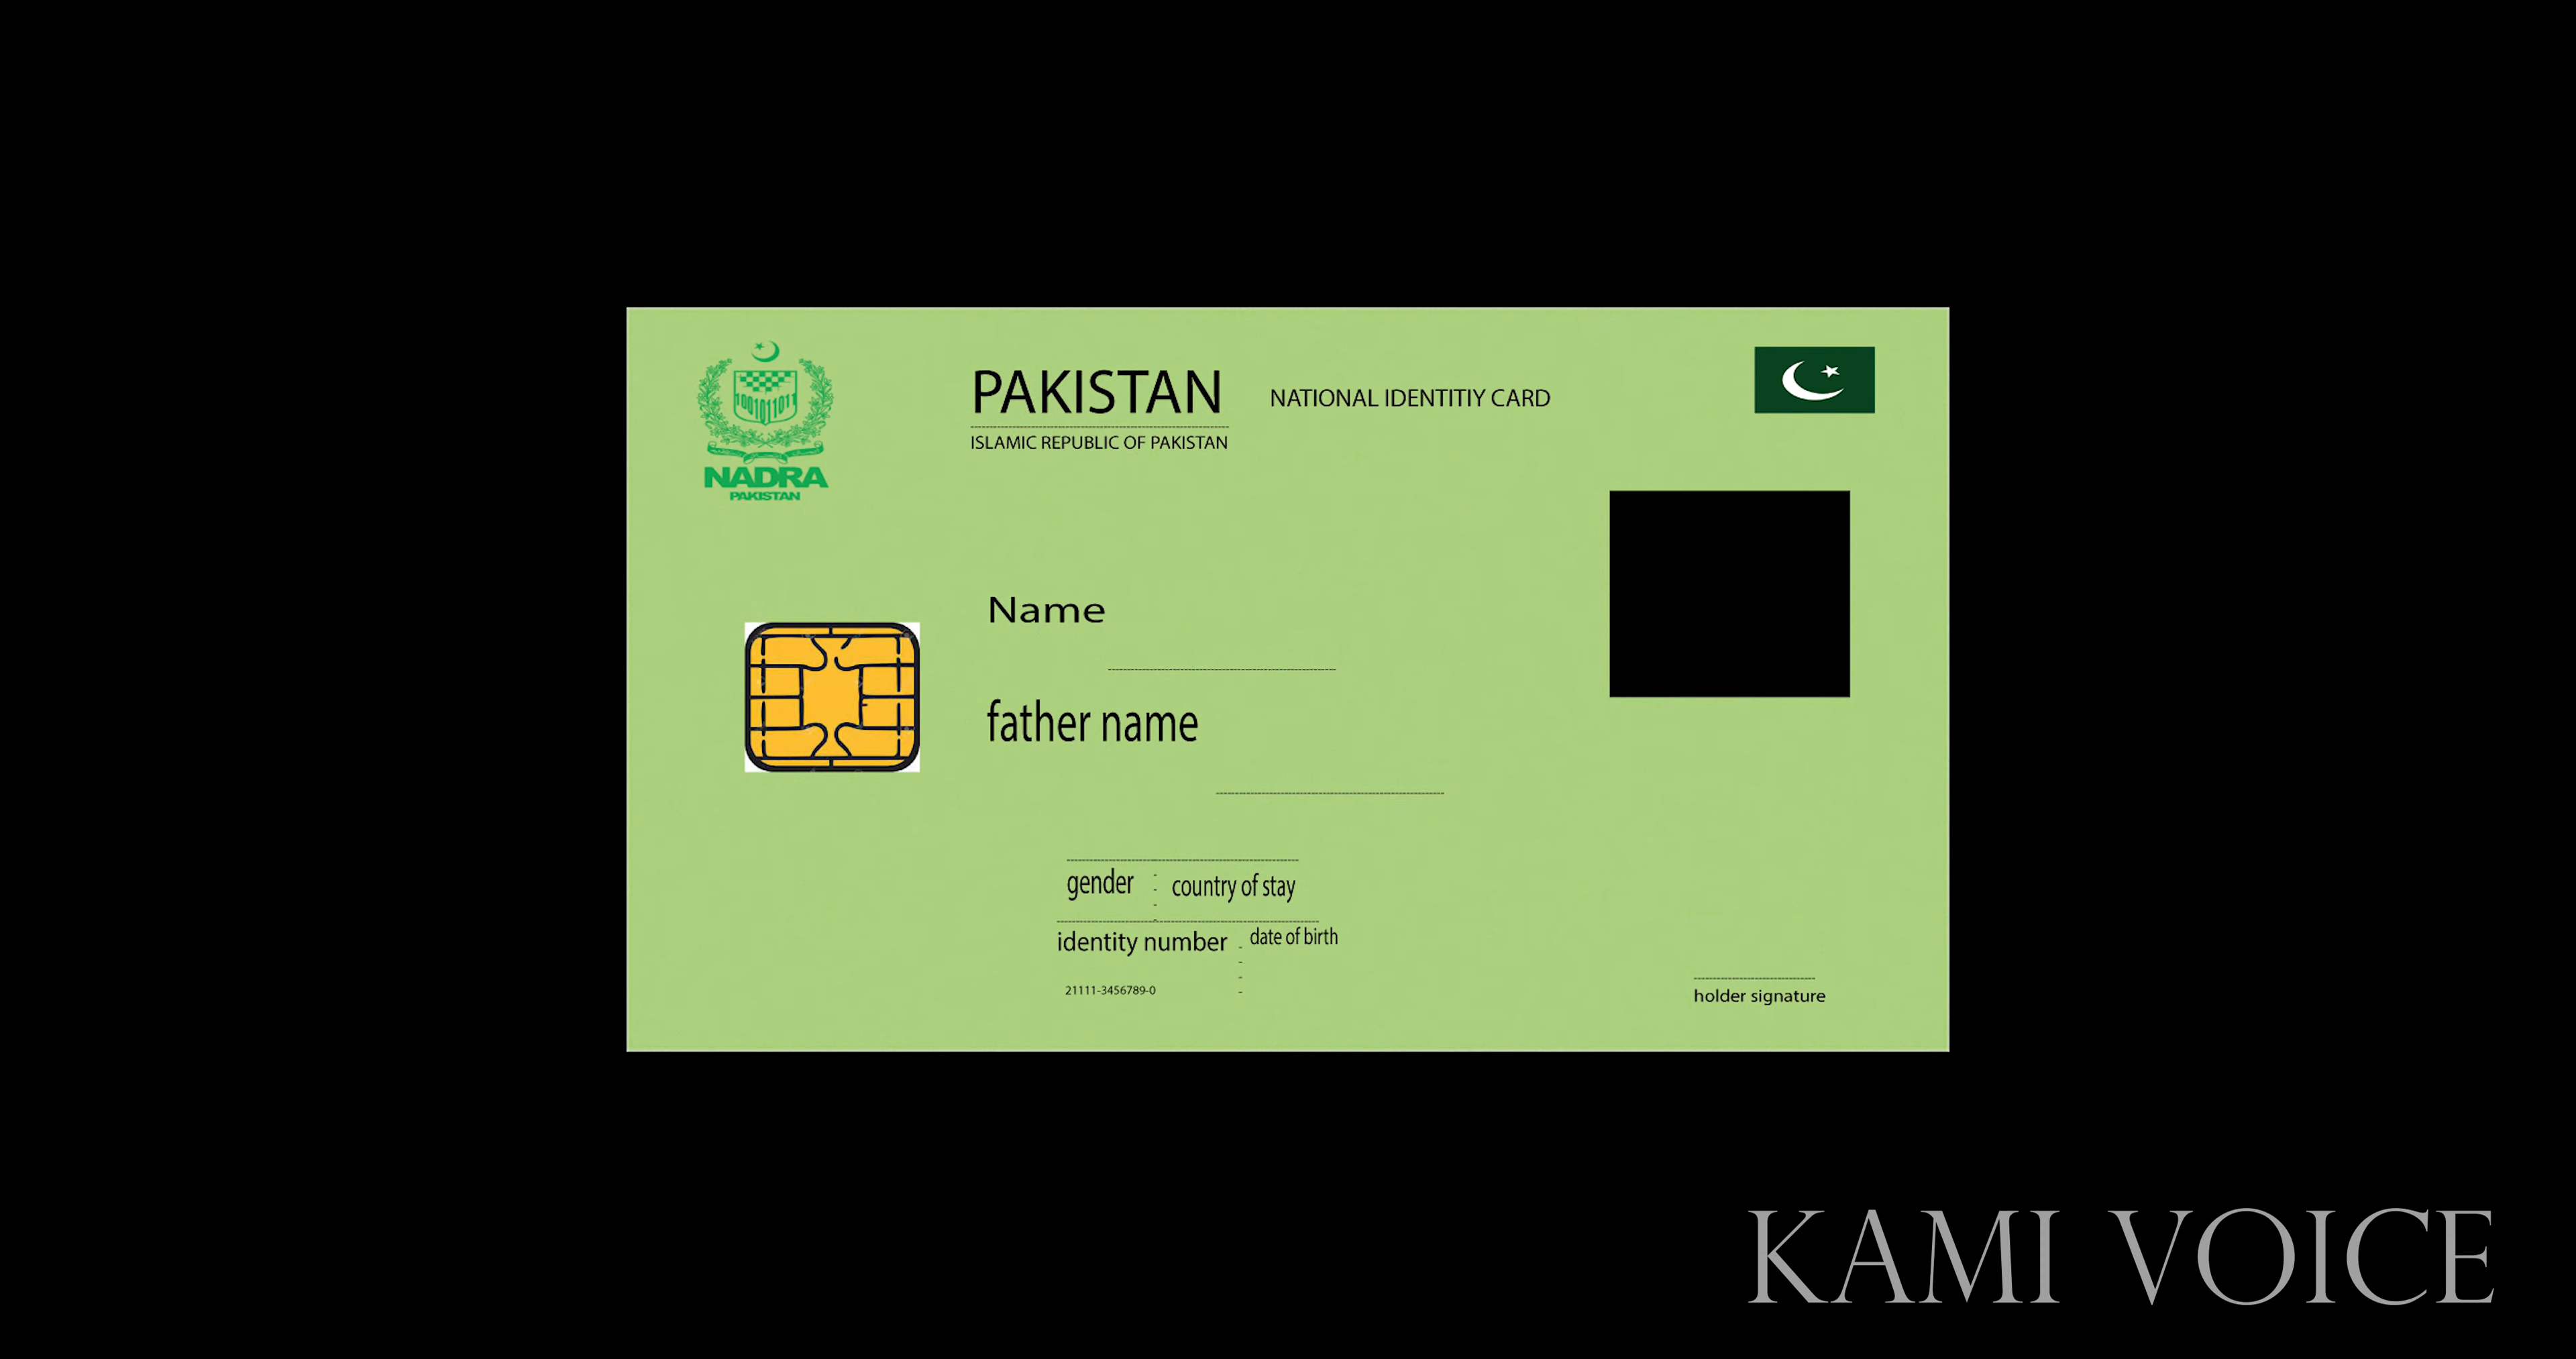 1001011011
NADRA
PAKISTAN
PAKISTAN
NATIONAL IDENTITIY CARD
ISLAMIC REPUBLIC OF PAKISTAN
Name
father name
gender
country of stay
identity number
date of birth
21111-3456789-0
holder signature
KAMI VOICE